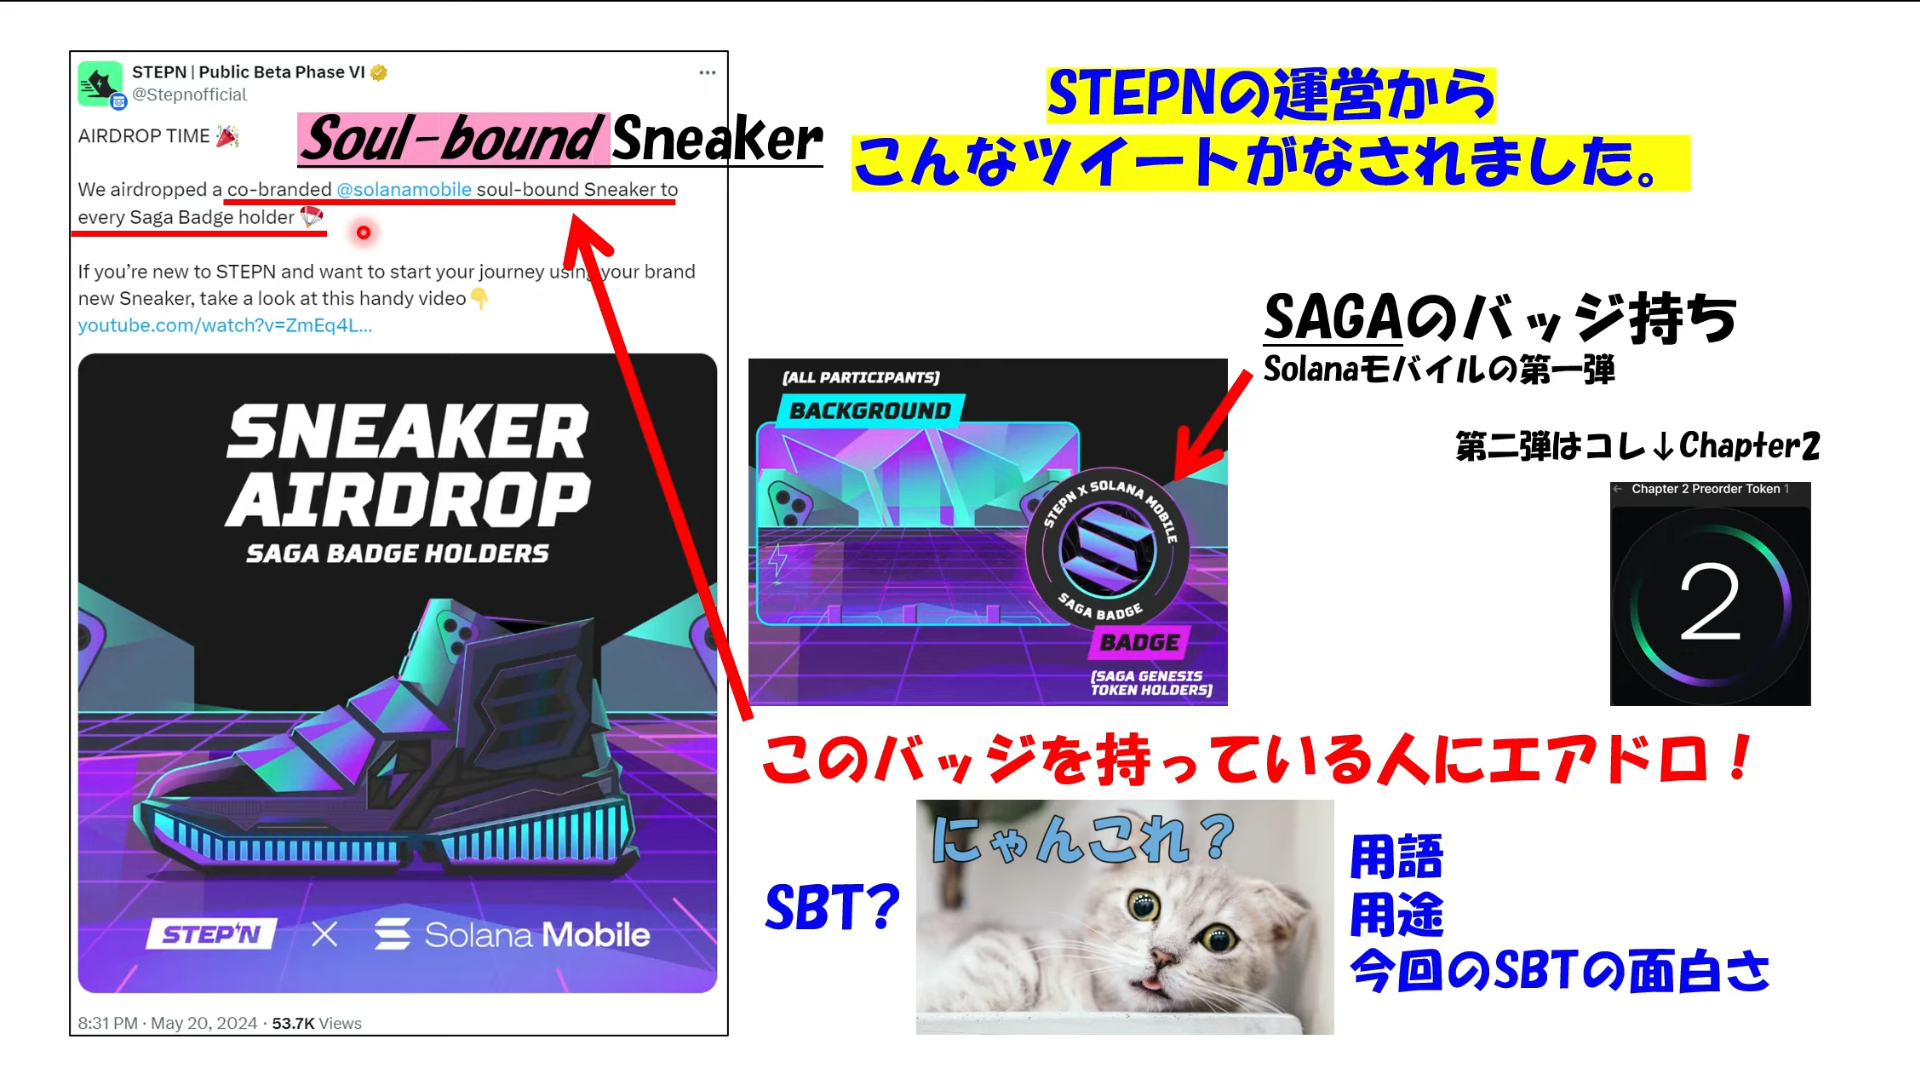 STEPN | Public Beta Phase VI
@Stepnofficial
AIRDROP TIME
Soul-bound Sneaker
We airdropped a co-branded @solanamobile soul-bound Sneaker to
every Saga Badge holder
If you're new to STEPN and want to start your journey using your brand
new Sneaker, take a look at this handy video
youtube.com/watch?v=ZmEq4L...
SNEAKER
AIRDROP
SAGA BADGE HOLDERS
STEPN X Solana Mobile
8:31 PM · May 20, 2024 · 53.7K Views
STEPNの運営から
こんなツイートがなされました。
SAGAのバッジ持ち
Solanaモバイルの第一弾
第二弾はコレ↓Chapter2
← Chapter 2 Preorder Token 1
2
[ALL PARTICIPANTS]
BACKGROUND
STEPN X SOLANA MOBILE
SAGA BADGE
BADGE
[SAGA GENESIS
TOKEN HOLDERS]
このバッジを持っている人にエアドロ！
SBT?
にゃんこれ？
用語
用途
今回のSBTの面白さ